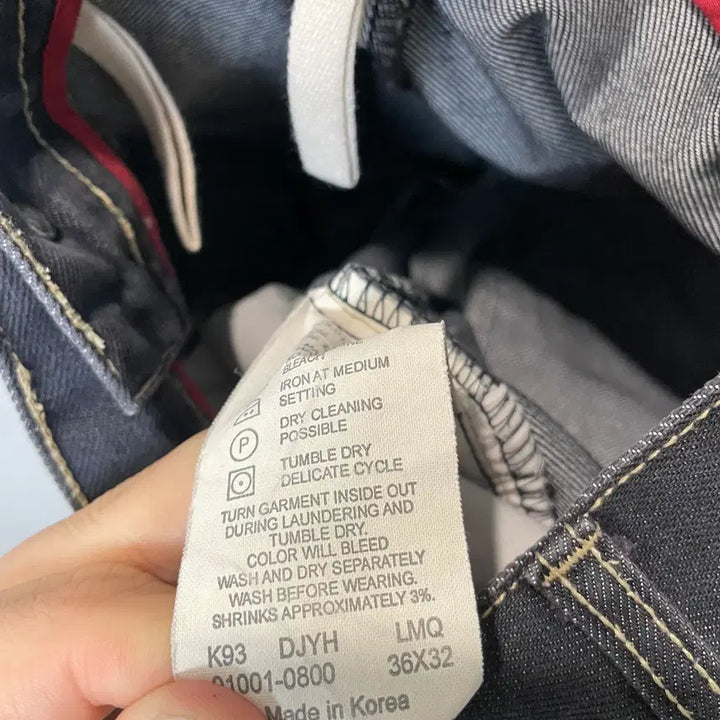 BLEACH
IRON AT MEDIUM
SETTING
DRY CLEANING
POSSIBLE
P
TUMBLE DRY
DELICATE CYCLE
TURN GARMENT INSIDE OUT
DURING LAUNDERING AND
TUMBLE DRY.
COLOR WILL BLEED
WASH AND DRY SEPARATELY
WASH BEFORE WEARING.
SHRINKS APPROXIMATELY 3%.
K93 DJYH LMQ
01001-0800 36X32
Made in Korea